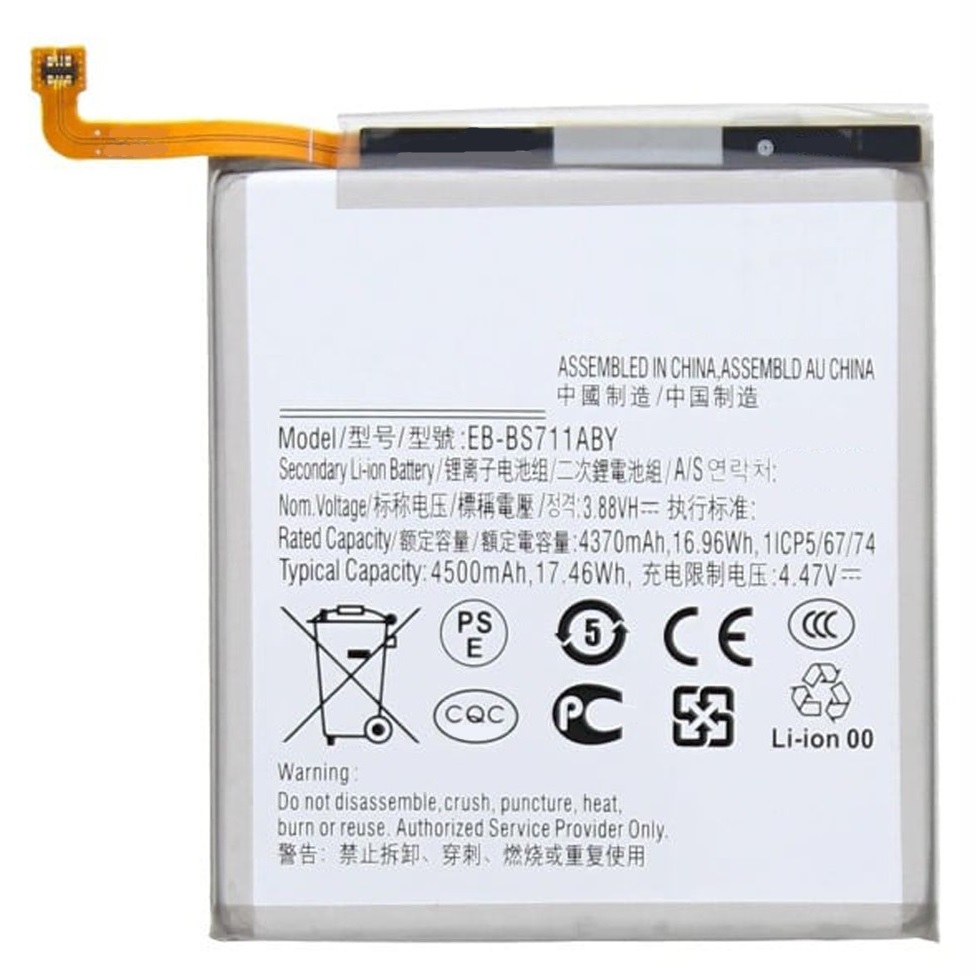 ASSEMBLED IN CHINA,ASSEMBLD AU CHINA
中國制造/中国制造
Model/型号/型號:EB-BS711ABY
Secondary Li-ion Battery/锂离子电池组/二次鋰電池組/A/S연락처:
Nom.Voltage/标称电压/標稱電壓/정격:3.88VH⎓ 执行标准:
Rated Capacity/额定容量/額定電容量:4370mAh,16.96Wh,1ICP5/67/74
Typical Capacity:4500mAh,17.46Wh, 充电限制电压:4.47V⎓
PS
E
5
CE
CCC
CQC
PC
Li-ion 00
Warning:
Do not disassemble,crush, puncture, heat,
burn or reuse. Authorized Service Provider Only.
警告: 禁止拆卸、穿刺、燃烧或重复使用